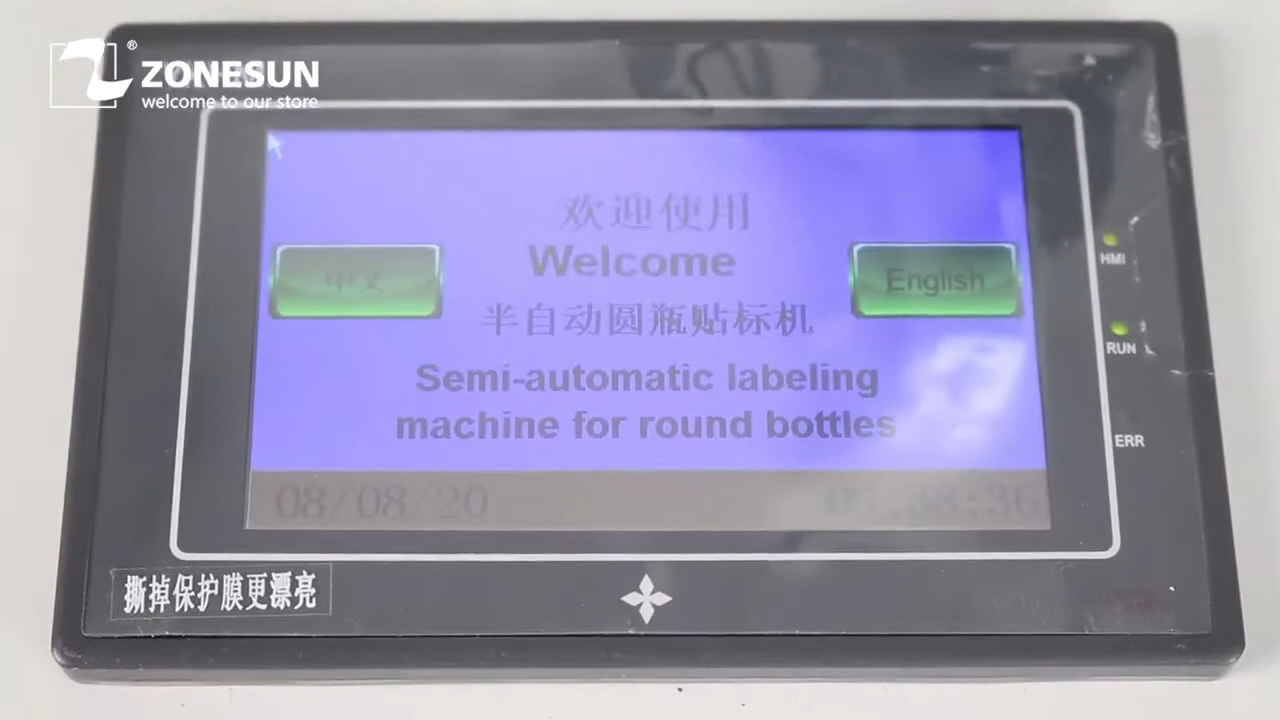 ZONESUN
®
welcome to our store
欢迎使用
中文
Welcome
English
半自动圆瓶贴标机
Semi-automatic labeling
machine for round bottles
08/08/20
HMI
RUN
ERR
撕掉保护膜更漂亮